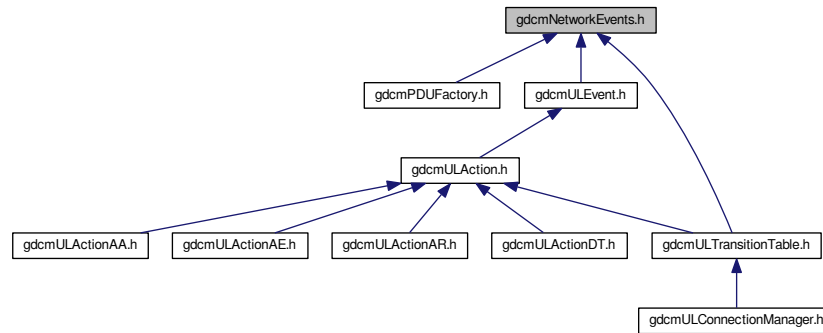 gdcmNetworkEvents.h
gdcmPDUFactory.h
gdcmULEvent.h
gdcmULAction.h
gdcmULActionAA.h
gdcmULActionAE.h
gdcmULActionAR.h
gdcmULActionDT.h
gdcmULTransitionTable.h
gdcmULConnectionManager.h